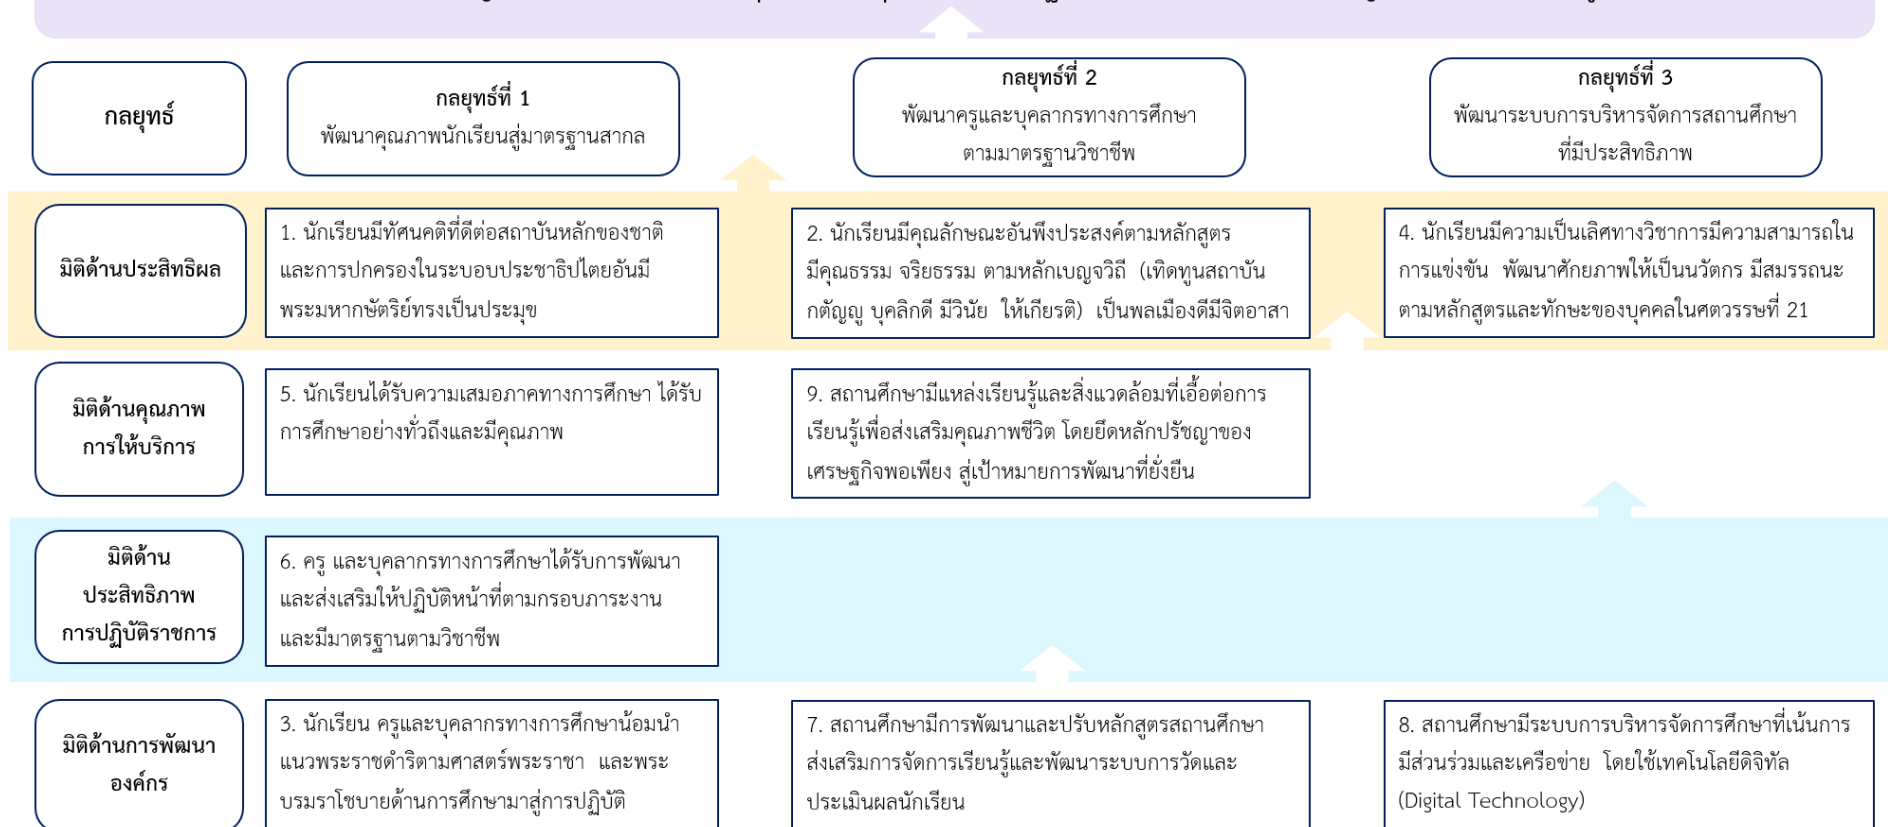 กลยุทธ์
กลยุทธ์ที่ 1
พัฒนาคุณภาพนักเรียนสู่มาตรฐานสากล
กลยุทธ์ที่ 2
พัฒนาครูและบุคลากรทางการศึกษา
ตามมาตรฐานวิชาชีพ
กลยุทธ์ที่ 3
พัฒนาระบบการบริหารจัดการสถานศึกษา
ที่มีประสิทธิภาพ
มิติด้านประสิทธิผล
1. นักเรียนมีทัศนคติที่ดีต่อสถาบันหลักของชาติ
และการปกครองในระบอบประชาธิปไตยอันมี
พระมหากษัตริย์ทรงเป็นประมุข
2. นักเรียนมีคุณลักษณะอันพึงประสงค์ตามหลักสูตร
มีคุณธรรม จริยธรรม ตามหลักเบญจวิถี (เทิดทูนสถาบัน
กตัญญู บุคลิกดี มีวินัย ให้เกียรติ) เป็นพลเมืองดีมีจิตอาสา
4. นักเรียนมีความเป็นเลิศทางวิชาการมีความสามารถใน
การแข่งขัน พัฒนาศักยภาพให้เป็นนวัตกร มีสมรรถนะ
ตามหลักสูตรและทักษะของบุคคลในศตวรรษที่ 21
มิติด้านคุณภาพ
การให้บริการ
5. นักเรียนได้รับความเสมอภาคทางการศึกษา ได้รับ
การศึกษาอย่างทั่วถึงและมีคุณภาพ
9. สถานศึกษามีแหล่งเรียนรู้และสิ่งแวดล้อมที่เอื้อต่อการ
เรียนรู้เพื่อส่งเสริมคุณภาพชีวิต โดยยึดหลักปรัชญาของ
เศรษฐกิจพอเพียง สู่เป้าหมายการพัฒนาที่ยั่งยืน
มิติด้าน
ประสิทธิภาพ
การปฏิบัติราชการ
6. ครู และบุคลากรทางการศึกษาได้รับการพัฒนา
และส่งเสริมให้ปฏิบัติหน้าที่ตามกรอบภาระงาน
และมีมาตรฐานตามวิชาชีพ
มิติด้านการพัฒนา
องค์กร
3. นักเรียน ครูและบุคลากรทางการศึกษาน้อมนำ
แนวพระราชดำริตามศาสตร์พระราชา และพระ
บรมราโชบายด้านการศึกษามาสู่การปฏิบัติ
7. สถานศึกษามีการพัฒนาและปรับหลักสูตรสถานศึกษา
ส่งเสริมการจัดการเรียนรู้และพัฒนาระบบการวัดและ
ประเมินผลนักเรียน
8. สถานศึกษามีระบบการบริหารจัดการศึกษาที่เน้นการ
มีส่วนร่วมและเครือข่าย โดยใช้เทคโนโลยีดิจิทัล
(Digital Technology)